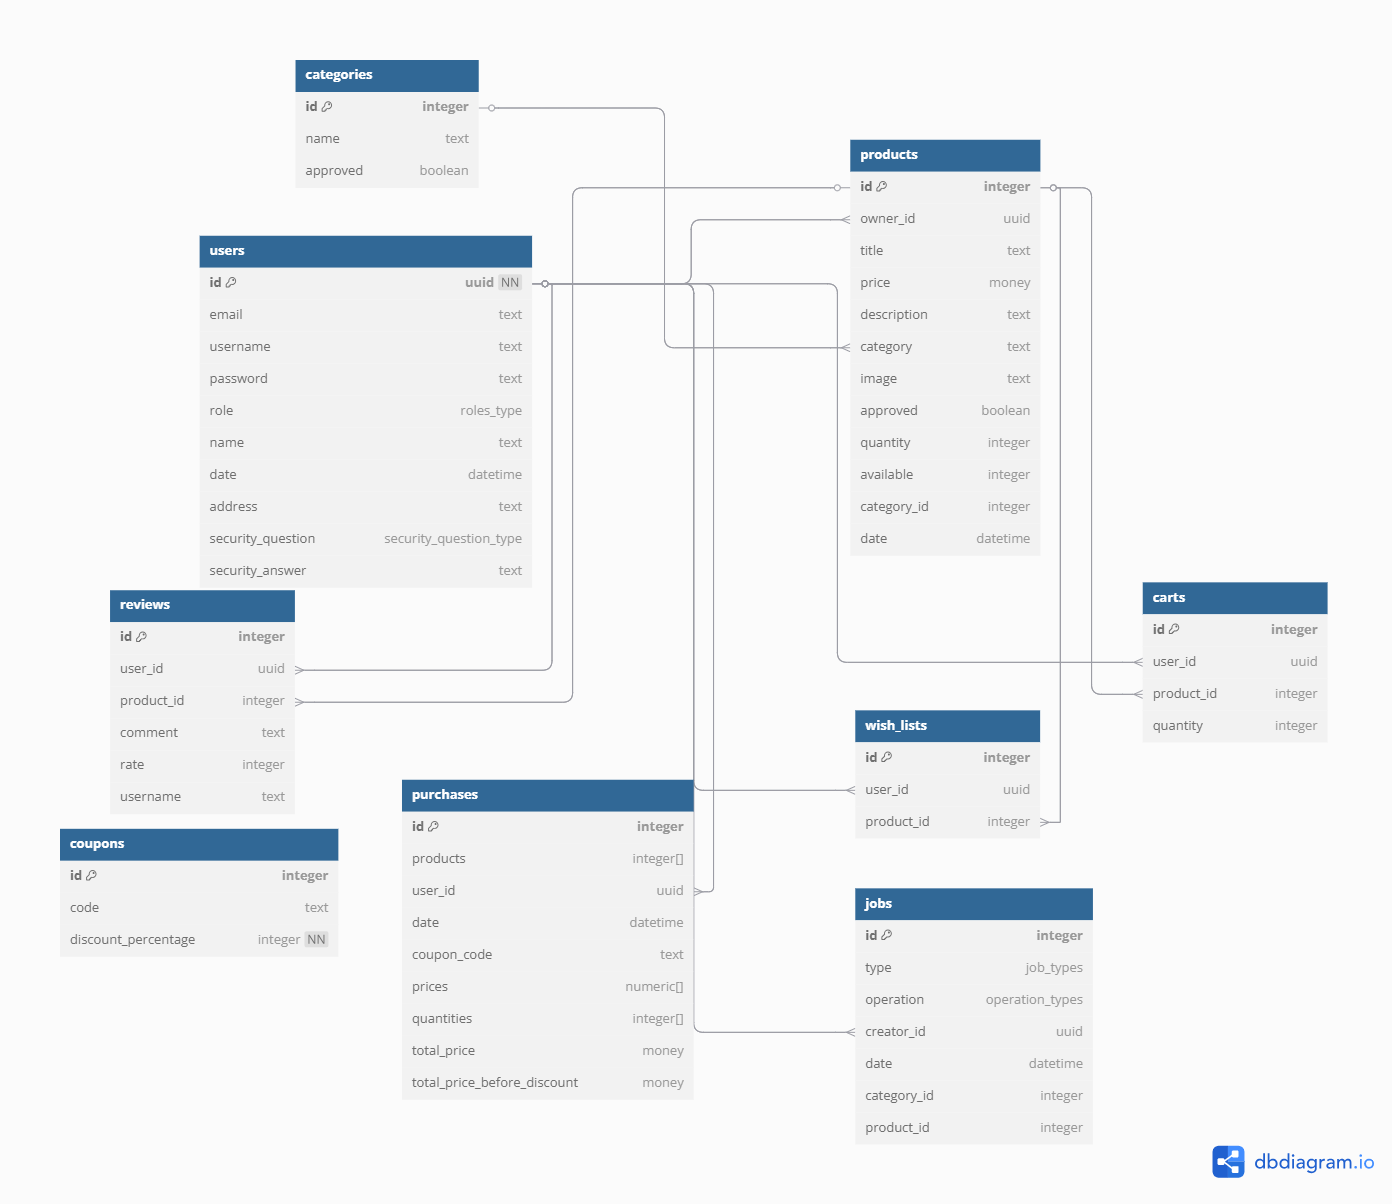 categories
id integer
name text
approved boolean
users
id uuid NN
email text
username text
password text
role roles_type
name text
date datetime
address text
security_question security_question_type
security_answer text
products
id integer
owner_id uuid
title text
price money
description text
category text
image text
approved boolean
quantity integer
available integer
category_id integer
date datetime
reviews
id integer
user_id uuid
product_id integer
comment text
rate integer
username text
carts
id integer
user_id uuid
product_id integer
quantity integer
wish_lists
id integer
user_id uuid
product_id integer
purchases
id integer
products integer[]
user_id uuid
date datetime
coupon_code text
prices numeric[]
quantities integer[]
total_price money
total_price_before_discount money
coupons
id integer
code text
discount_percentage integer NN
jobs
id integer
type job_types
operation operation_types
creator_id uuid
date datetime
category_id integer
product_id integer
dbdiagram.io